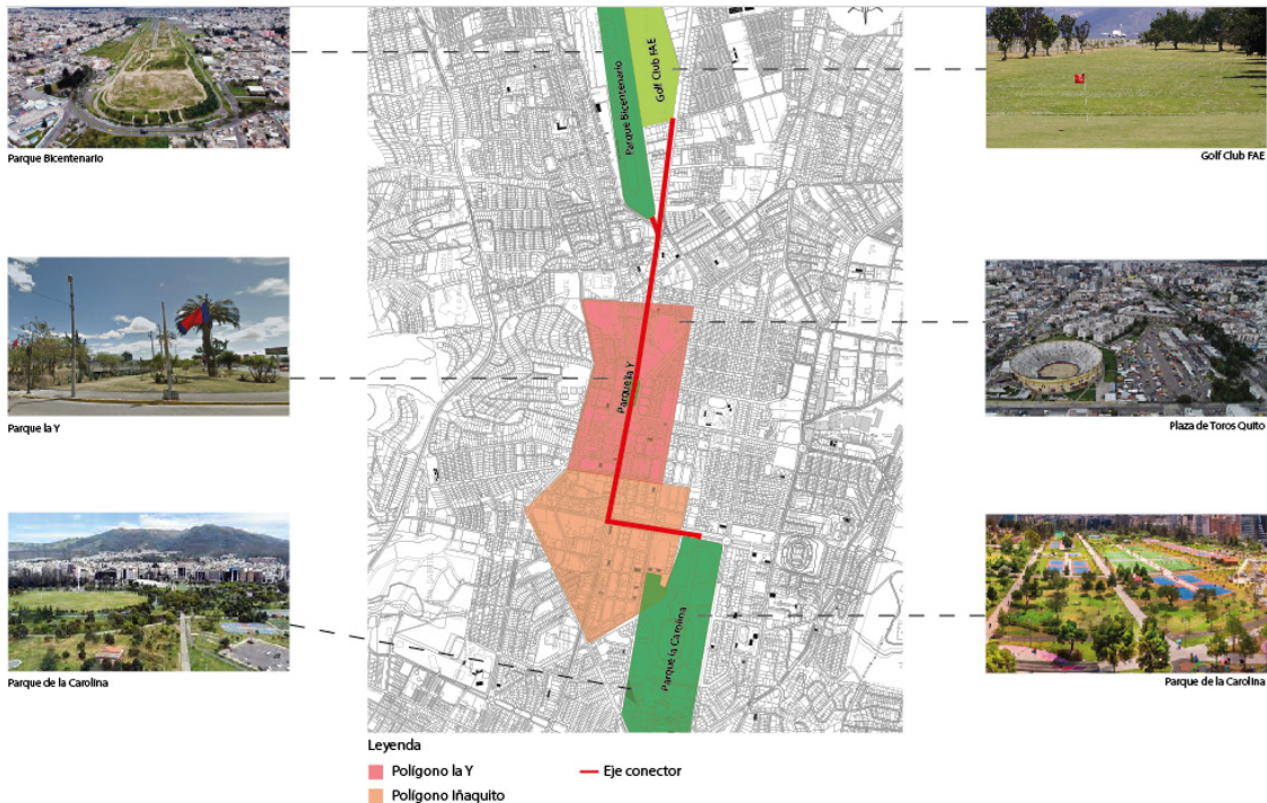 Parque Bicentenario
Golf Club FAE
Parque Bicentenario
Golf Club FAE
Parque la Y
Parque la Y
Plaza de Toros Quito
Parque de la Carolina
Parque la Carolina
Parque de la Carolina
Leyenda
Polígono la Y
Eje conector
Polígono Iñaquito